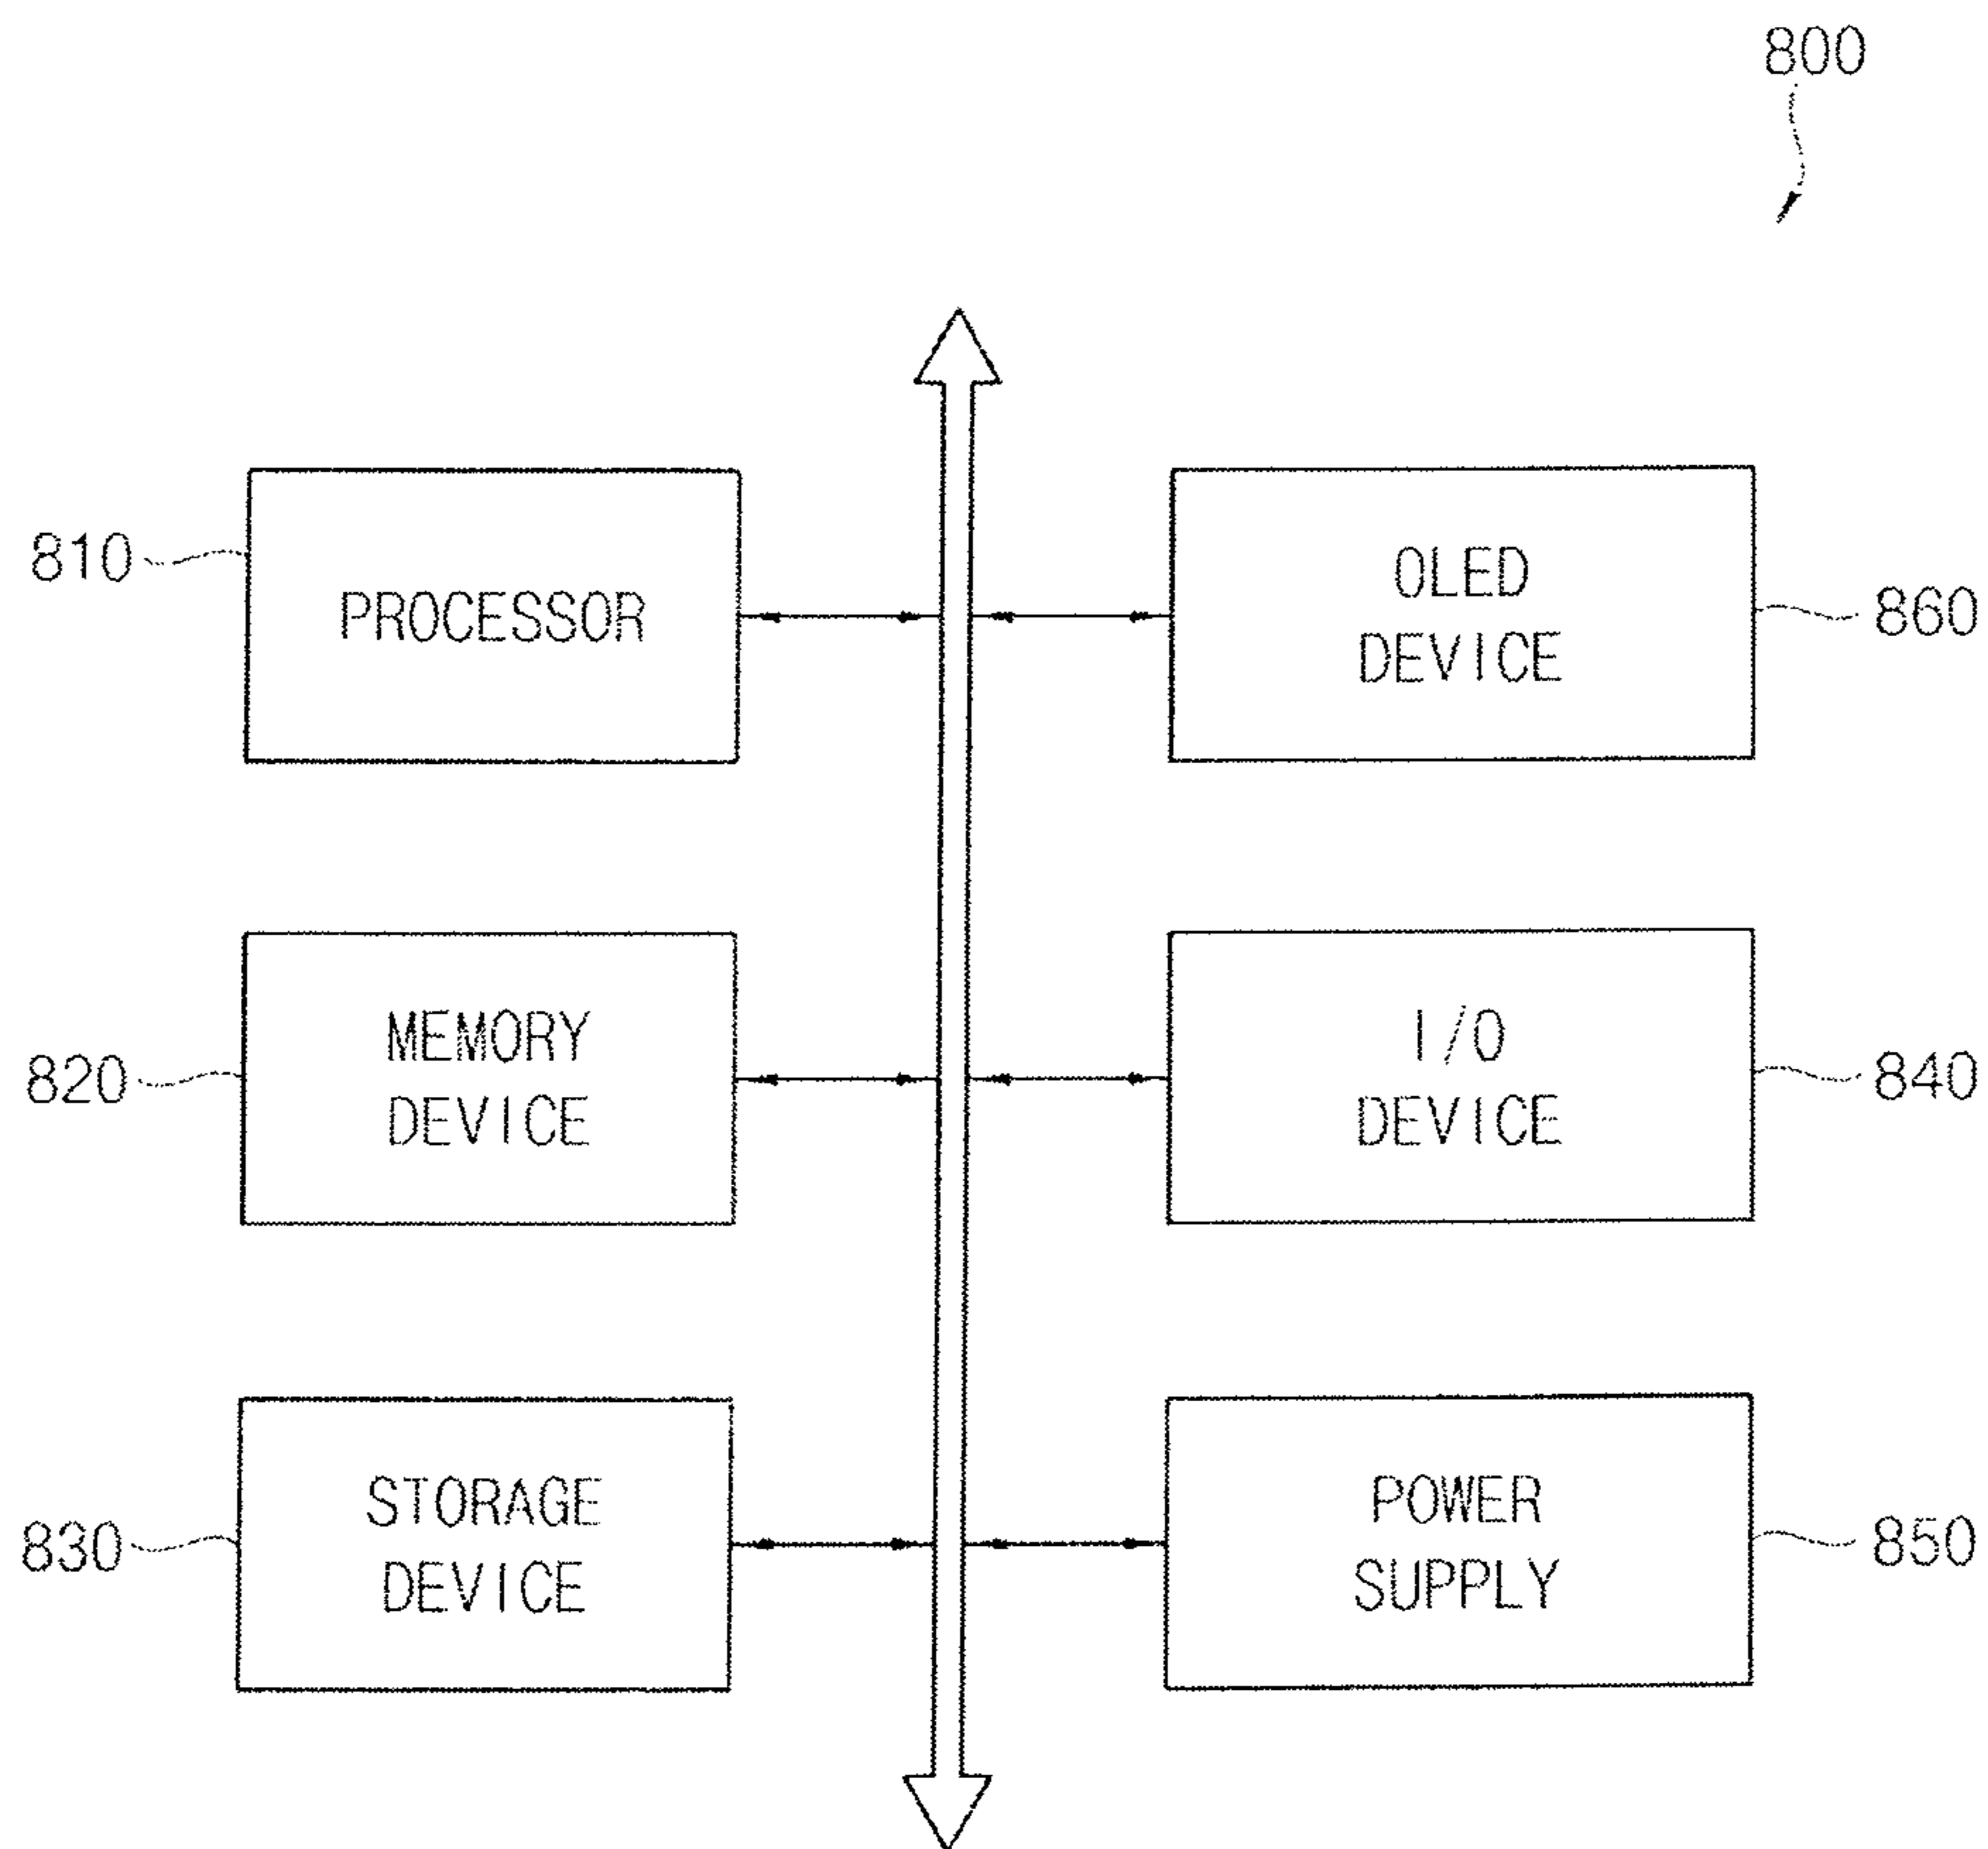 800
810
PROCESSOR
OLED
DEVICE
860
820
MEMORY
DEVICE
I/O
DEVICE
840
830
STORAGE
DEVICE
POWER
SUPPLY
850